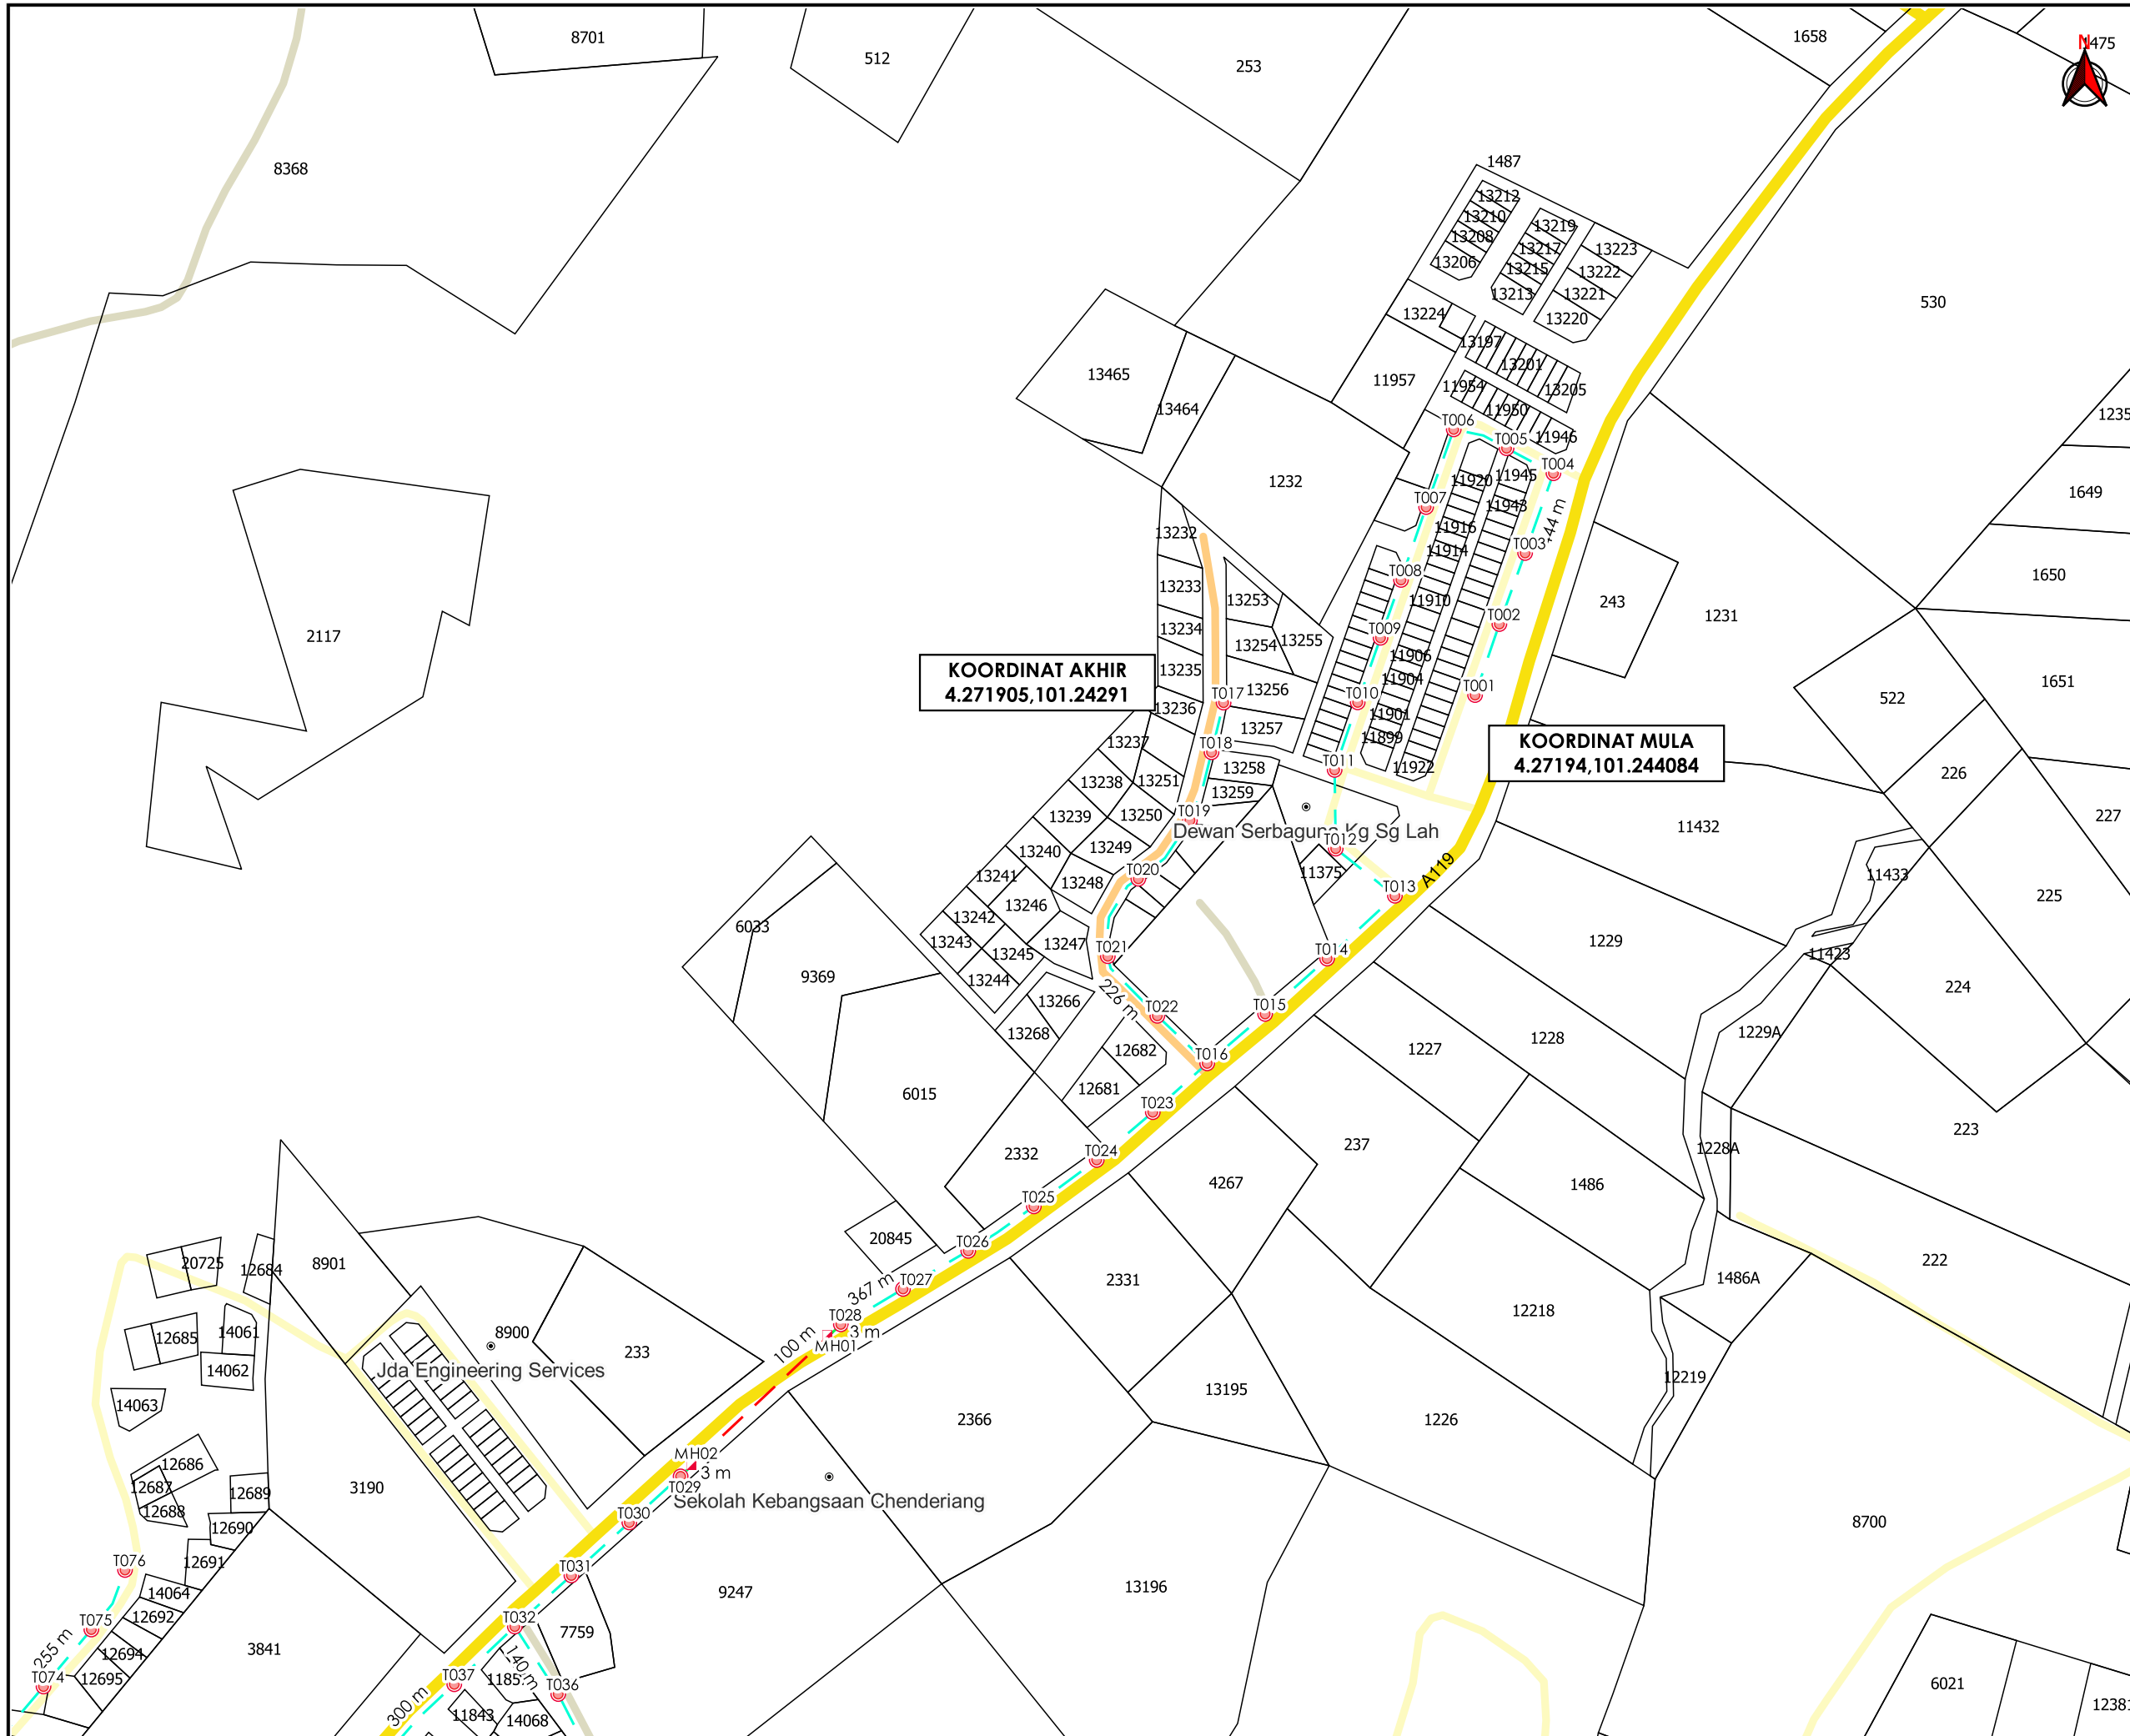 8701
512
253
1658
N
1475
8368
1487
13212
13210
13208
13206
13219
13217
13215
13213
13223
13222
13221
13220
530
13224
13197
13201
13205
13465
13464
11957
11954
11950
11946
1235
T006
T005
T004
1232
11920
11945
11943
1649
T007
11916
11914
T003
44 m
13232
1650
13233
13253
T008
11910
243
1231
T002
2117
13234
13254
13255
T009
11906
KOORDINAT AKHIR
4.271905,101.24291
13235
13256
11904
T001
522
1651
T017
T010
13236
13257
11901
11899
T018
T011
11922
KOORDINAT MULA
4.27194,101.244084
13237
13258
226
13238
13251
13259
227
13239
13250
T019
Dewan Serbaguna Kg Sg Lah
11432
13240
13249
T012
A119
13241
13248
T020
11375
T013
11433
225
6033
13242
13246
13243
13245
13247
T021
T014
1229
11423
9369
13244
226 m
13266
T022
T015
224
13268
12682
T016
1227
1228
1229A
6015
12681
T023
237
223
2332
T024
4267
1486
1228A
T025
20845
T026
20725
12684
8901
2331
1486A
222
367 m
T027
12218
T028
14061
12685
8900
233
100 m
3 m
MH01
14062
Jda Engineering Services
12219
13195
14063
2366
1226
12686
MH02
3 m
12687
12689
3190
T029
12688
Sekolah Kebangsaan Chenderiang
12690
T030
8700
12691
T076
T031
14064
9247
13196
12692
T075
T032
7759
255 m
12694
3841
140 m
T074
12695
T037
1185
T036
6021
300 m
11843
14068
12381